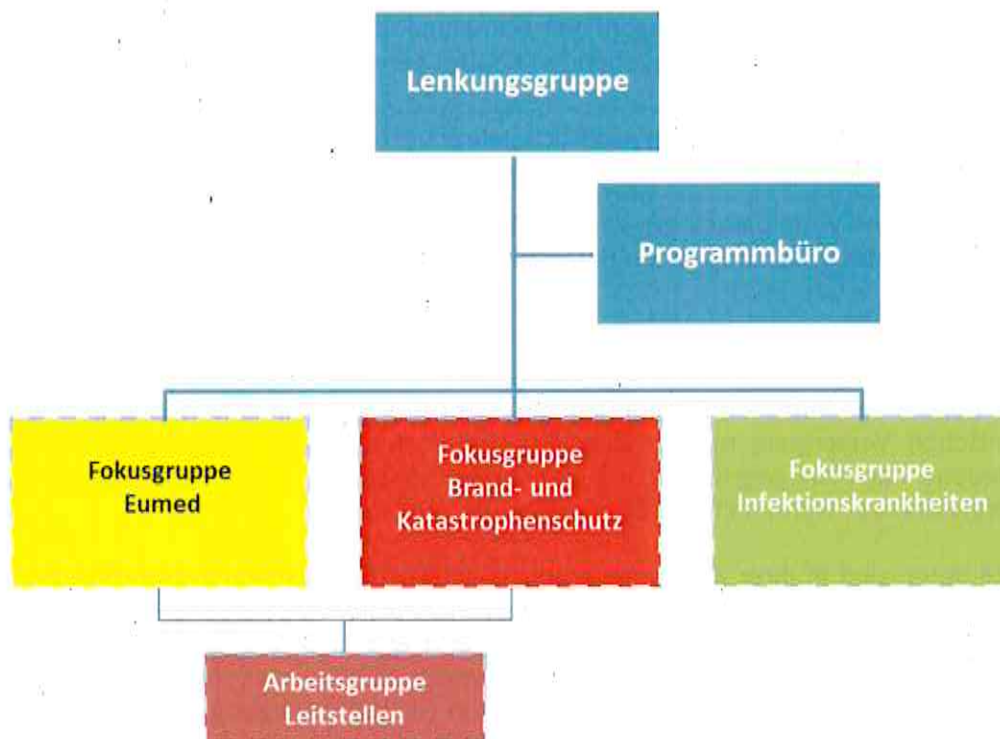 Lenkungsgruppe
Programmbüro
Fokusgruppe
Eumed
Fokusgruppe
Brand- und
Katastrophenschutz
Fokusgruppe
Infektionskrankheiten
Arbeitsgruppe
Leitstellen